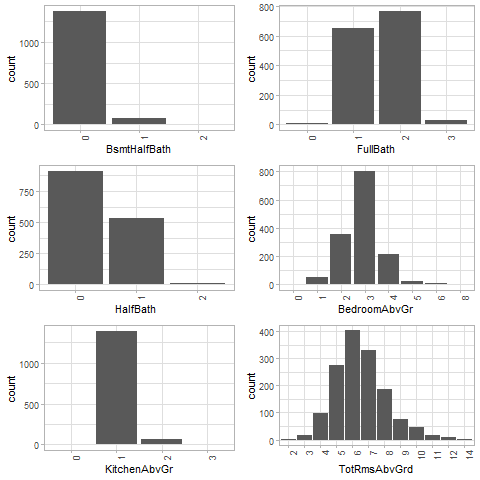 count
1000
500
0
0 1 2
BsmtHalfBath
count
800
600
400
200
0
0 1 2 3
FullBath
count
750
500
250
0
0 1 2
HalfBath
count
800
600
400
200
0
0 1 2 3 4 5 6 8
BedroomAbvGr
count
1000
500
0
0 1 2 3
KitchenAbvGr
count
400
300
200
100
0
2 3 4 5 6 7 8 9 10 11 12 14
TotRmsAbvGrd